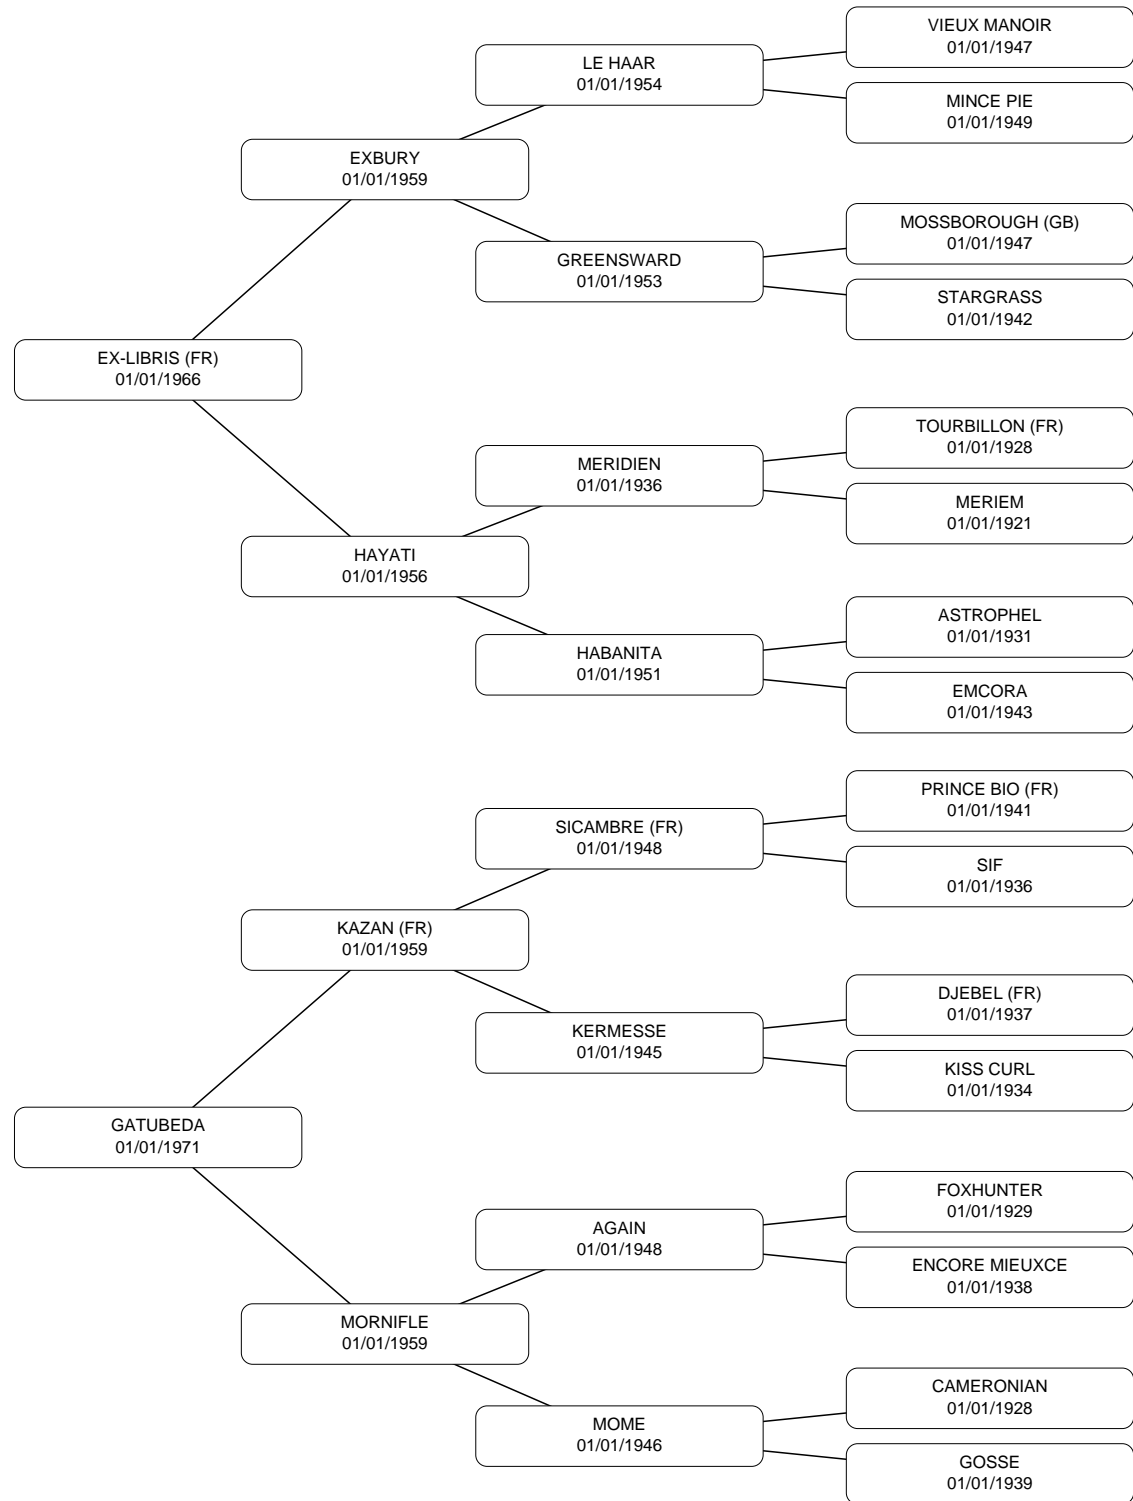 VIEUX MANOIR
01/01/1947
LE HAAR
01/01/1954
MINCE PIE
01/01/1949
EXBURY
01/01/1959
MOSSBOROUGH (GB)
01/01/1947
GREENSWARD
01/01/1953
STARGRASS
01/01/1942
EX-LIBRIS (FR)
01/01/1966
TOURBILLON (FR)
01/01/1928
MERIDIEN
01/01/1936
MERIEM
01/01/1921
HAYATI
01/01/1956
ASTROPHEL
01/01/1931
HABANITA
01/01/1951
EMCORA
01/01/1943
PRINCE BIO (FR)
01/01/1941
SICAMBRE (FR)
01/01/1948
SIF
01/01/1936
KAZAN (FR)
01/01/1959
DJEBEL (FR)
01/01/1937
KERMESSE
01/01/1945
KISS CURL
01/01/1934
GATUBEDA
01/01/1971
FOXHUNTER
01/01/1929
AGAIN
01/01/1948
ENCORE MIEUXCE
01/01/1938
MORNIFLE
01/01/1959
CAMERONIAN
01/01/1928
MOME
01/01/1946
GOSSE
01/01/1939